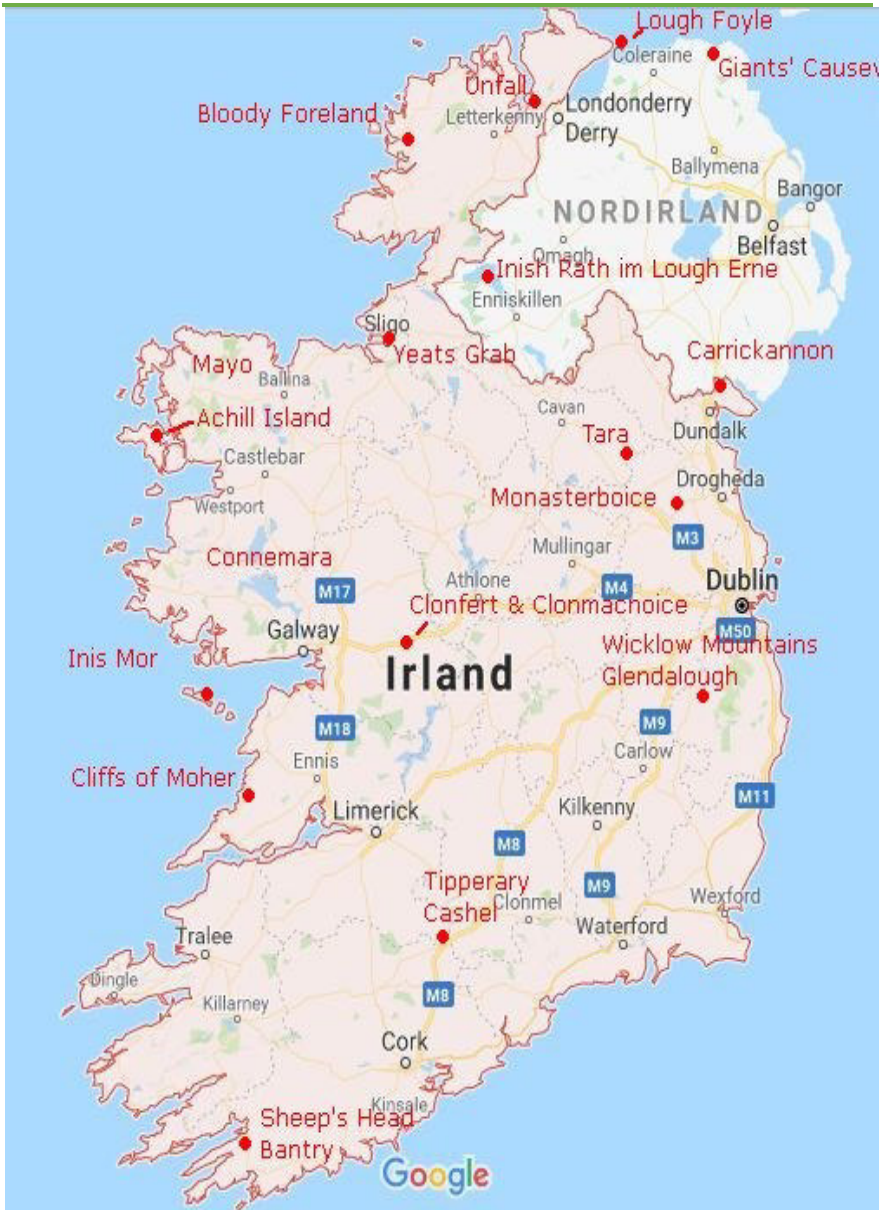 Lough Foyle
Coleraine
Giants' Causev
Unfall
Londonderry
Derry
Bloody Foreland
Letterkenny
Ballymena
Bangor
NORDIRLAND
Belfast
Omagh
Inish Rath im Lough Erne
Enniskillen
Sligo
Yeats Grab
Carrickannon
Mayo
Ballina
Cavan
Achill Island
Tara
Dundalk
Castlebar
Drogheda
Westport
Monasterboice
M3
Mullingar
Connemara
Athlone
M4
Dublin
M17
Clonfert & Clonmacnoice
M50
Galway
Inis Mor
Irland
Wicklow Mountains
Glendalough
M18
M9
Ennis
Carlow
Cliffs of Moher
M11
Limerick
Kilkenny
M8
Tipperary
Cashel
M9
Clonmel
Wexford
Tralee
Waterford
Dingle
M8
Killarney
Cork
Kinsale
Sheep's Head
Bantry
Google